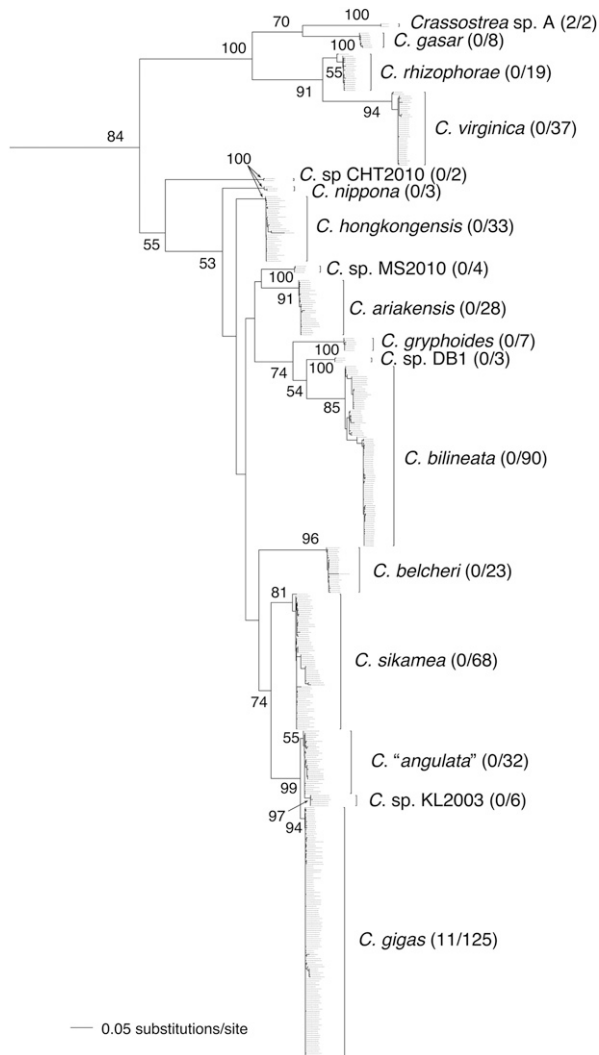 100
70
Crassostrea sp. A (2/2)
C. gasar (0/8)
100
100
55
C. rhizophorae (0/19)
91
94
C. virginica (0/37)
84
100
C. sp CHT2010 (0/2)
C. nippona (0/3)
C. hongkongensis (0/33)
55
53
C. sp. MS2010 (0/4)
100
91
C. ariakensis (0/28)
C. gryphoides (0/7)
100
C. sp. DB1 (0/3)
74
100
54
85
C. bilineata (0/90)
96
C. belcheri (0/23)
81
C. sikamea (0/68)
74
55
C. “angulata” (0/32)
99
C. sp. KL2003 (0/6)
97
94
C. gigas (11/125)
0.05 substitutions/site